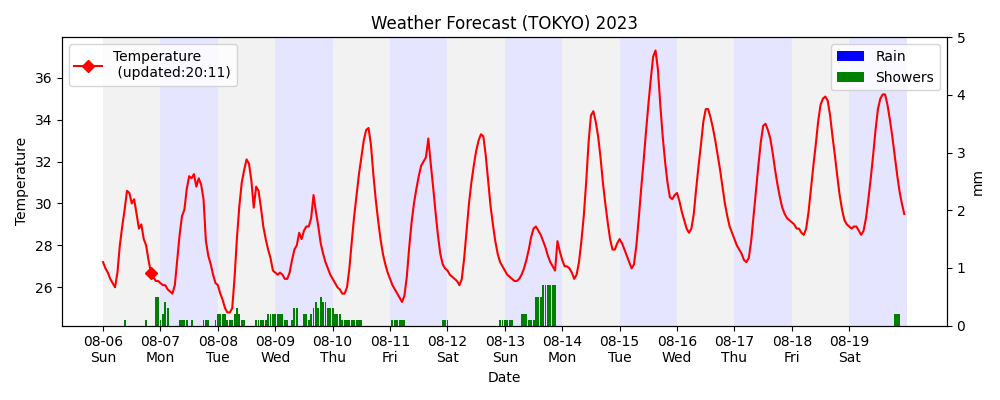 Weather Forecast (TOKYO) 2023
Temperature
(updated:20:11)
Rain
Showers
Temperature
36
34
32
30
28
26
5
4
3
2
1
0
mm
08-06 08-07 08-08 08-09 08-10 08-11 08-12 08-13 08-14 08-15 08-16 08-17 08-18 08-19
Sun Mon Tue Wed Thu Fri Sat Sun Mon Tue Wed Thu Fri Sat
Date